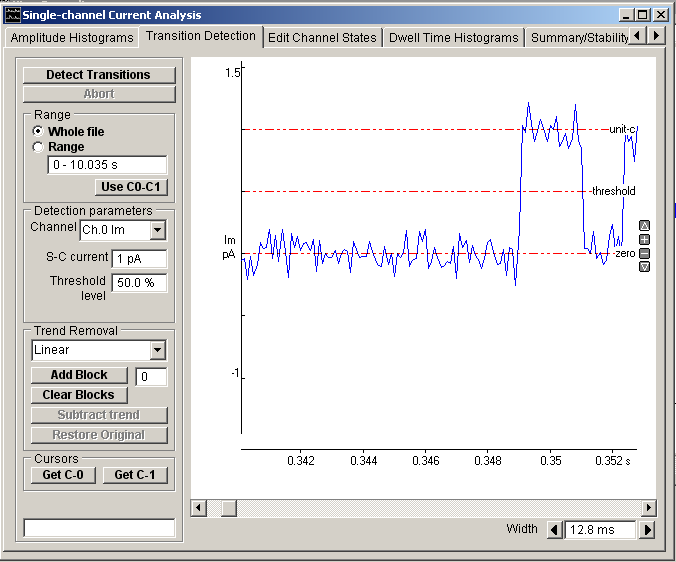 Single-channel Current Analysis
Amplitude Histograms Transition Detection Edit Channel States Dwell Time Histograms Summary/Stability
Detect Transitions
Abort
Range
Whole file
Range
0 - 10.035 s
Use C0-C1
Detection parameters
Channel Ch.0 Im
S-C current 1 pA
Threshold level 50.0 %
Trend Removal
Linear
Add Block 0
Clear Blocks
Subtract trend
Restore Original
Cursors
Get C-0 Get C-1
1.5
unit-c
threshold
Im
pA
zero
-1
0.342 0.344 0.346 0.348 0.35 0.352 s
Width 12.8 ms